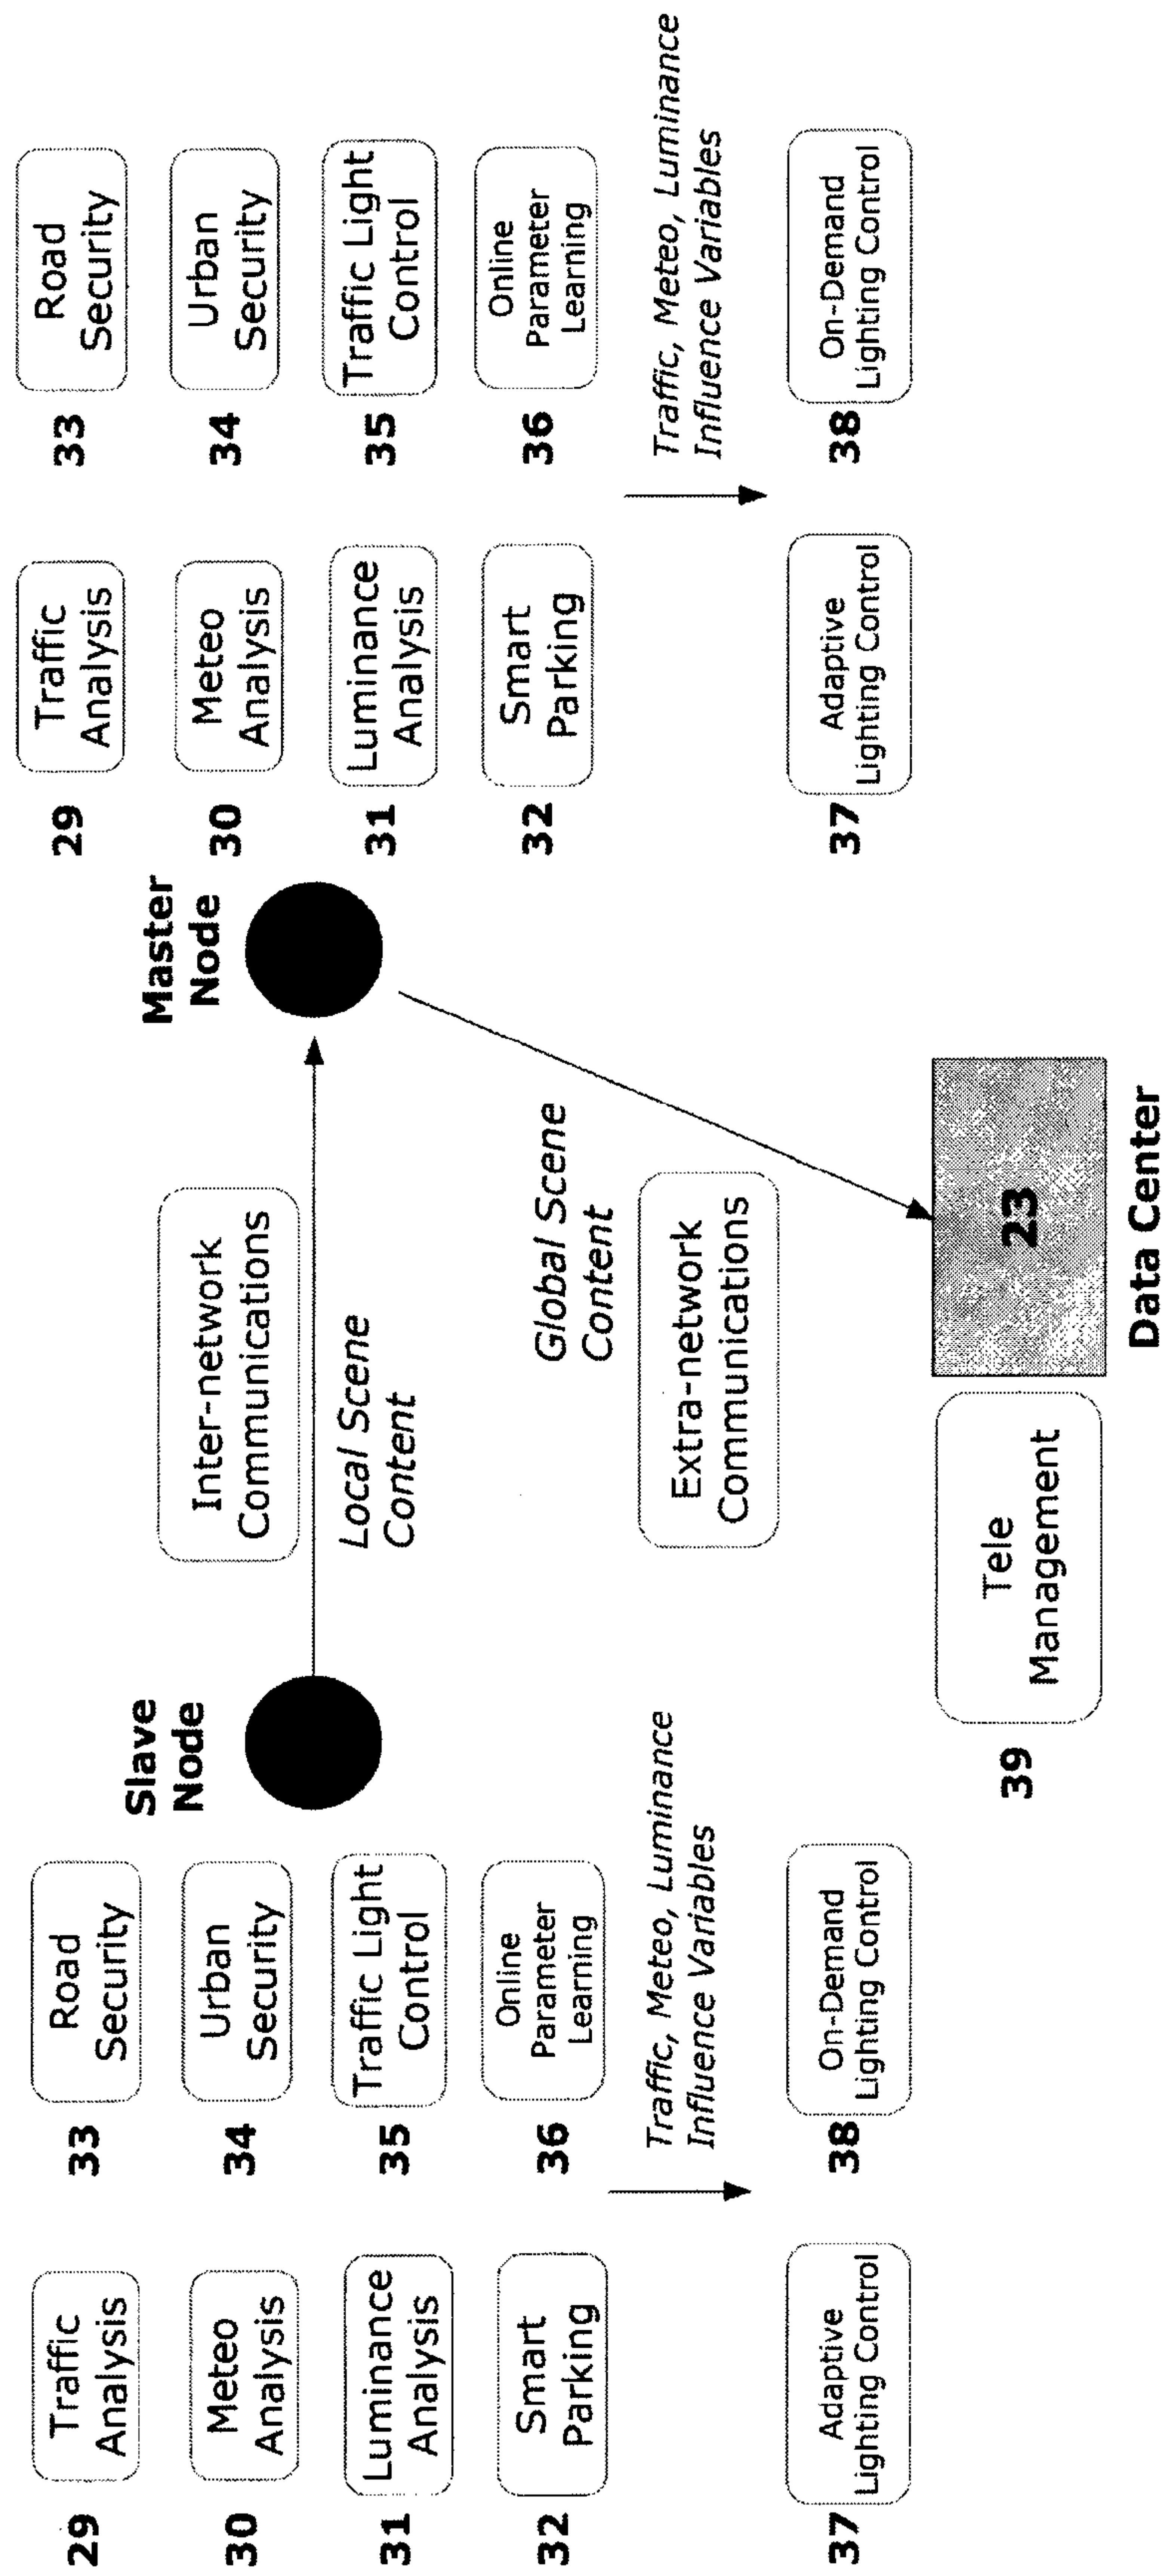 29
Traffic
Analysis
33
Road
Security
30
Meteo
Analysis
34
Urban
Security
31
Luminance
Analysis
35
Traffic Light
Control
32
Smart
Parking
36
Online
Parameter
Learning
Traffic, Meteo, Luminance
Influence Variables
37
Adaptive
Lighting Control
38
On-Demand
Lighting Control
Slave
Node
Inter-network
Communications
Local Scene
Content
Master
Node
Global Scene
Content
Extra-network
Communications
39
Tele
Management
23
Data Center
29
Traffic
Analysis
33
Road
Security
30
Meteo
Analysis
34
Urban
Security
31
Luminance
Analysis
35
Traffic Light
Control
32
Smart
Parking
36
Online
Parameter
Learning
Traffic, Meteo, Luminance
Influence Variables
37
Adaptive
Lighting Control
38
On-Demand
Lighting Control